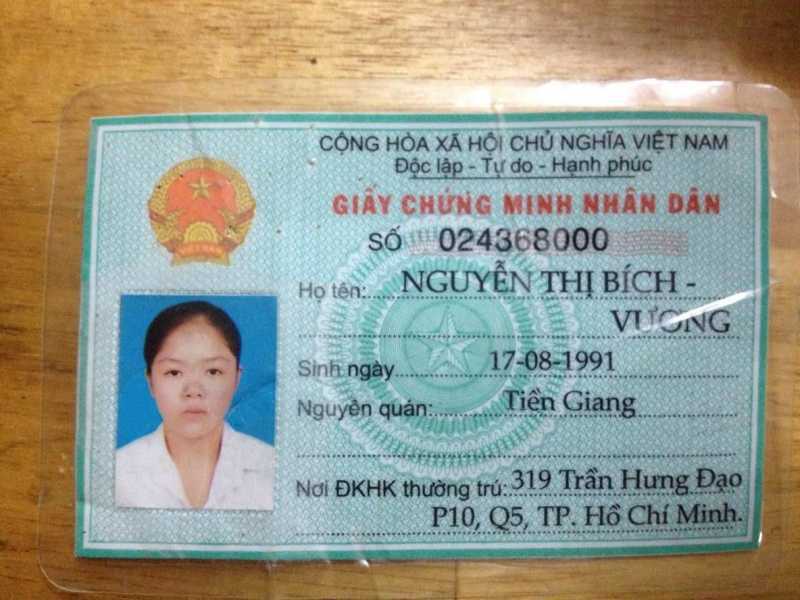 CỘNG HÒA XÃ HỘI CHỦ NGHĨA VIỆT NAM
Độc lập - Tự do - Hạnh phúc
GIẤY CHỨNG MINH NHÂN DÂN
SỐ 024368000
Họ tên: NGUYỄN THỊ BÍCH -
VƯƠNG
Sinh ngày 17-08-1991
Nguyên quán: Tiền Giang
Nơi ĐKHK thường trú: 319 Trần Hưng Đạo
P10, Q5, TP. Hồ Chí Minh.